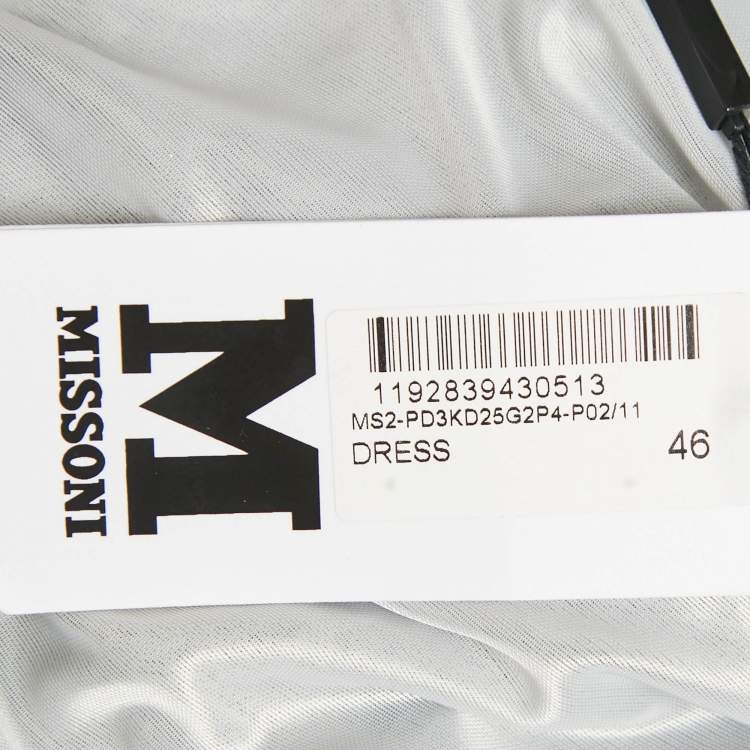 M
MISSONI
1192839430513
MS2-PD3KD25G2P4-P02/11
DRESS 46